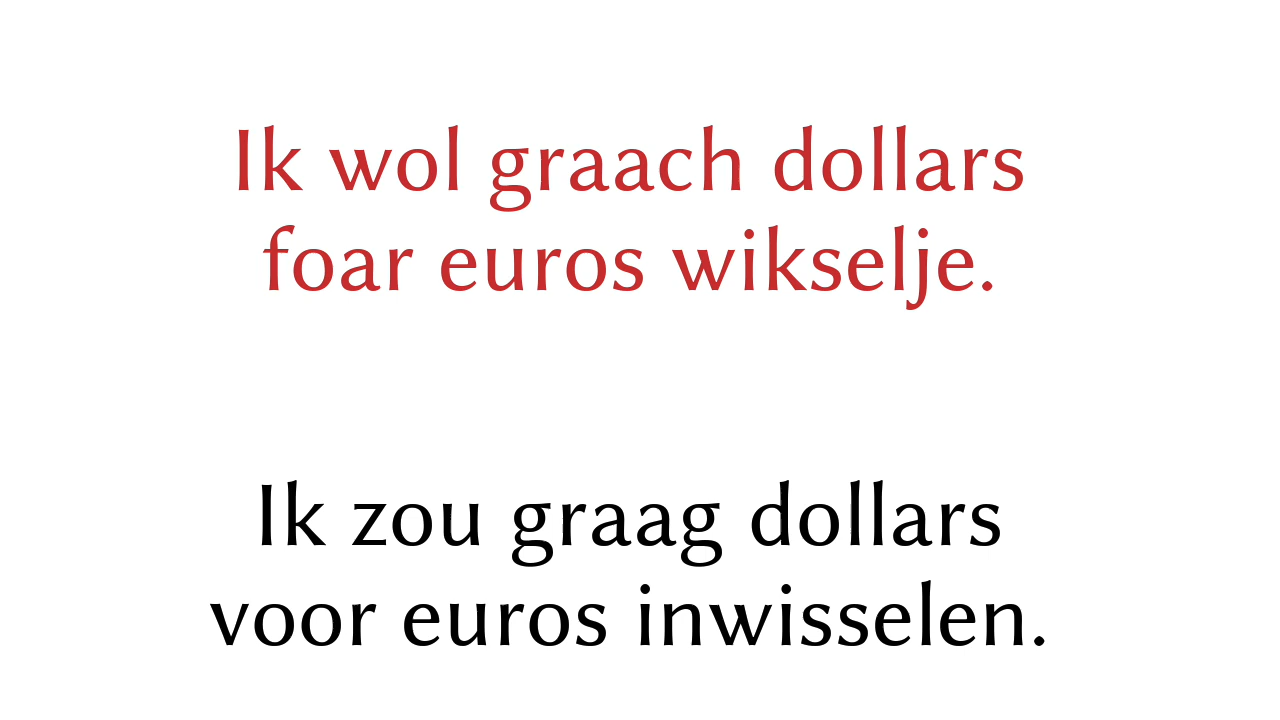 Ik wol graach dollars
foar euros wikselje.
Ik zou graag dollars
voor euros inwisselen.